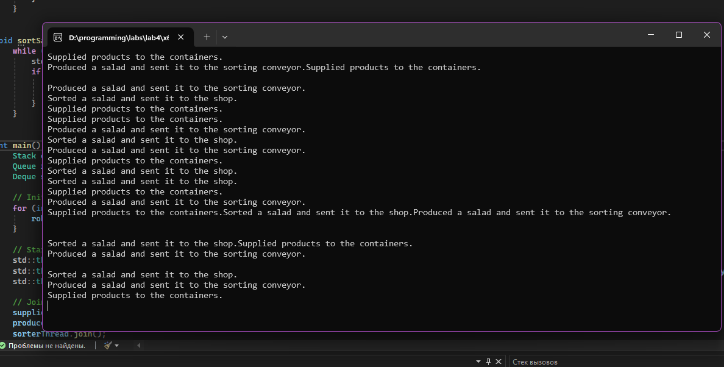 }
D:\programming\labs\lab4\x6
void sortSa
while
st
if
}
}
Supplied products to the containers.
Produced a salad and sent it to the sorting conveyor.Supplied products to the containers.
Produced a salad and sent it to the sorting conveyor.
Sorted a salad and sent it to the shop.
Supplied products to the containers.
Supplied products to the containers.
Produced a salad and sent it to the sorting conveyor.
Sorted a salad and sent it to the shop.
Produced a salad and sent it to the sorting conveyor.
Supplied products to the containers.
Sorted a salad and sent it to the shop.
Sorted a salad and sent it to the shop.
Supplied products to the containers.
Produced a salad and sent it to the sorting conveyor.
Supplied products to the containers.Sorted a salad and sent it to the shop.Produced a salad and sent it to the sorting conveyor.
Sorted a salad and sent it to the shop.Supplied products to the containers.
Produced a salad and sent it to the sorting conveyor.
Sorted a salad and sent it to the shop.
Produced a salad and sent it to the sorting conveyor.
Supplied products to the containers.
nt main()
Stack
Queue
Deque
// Ini
for (i
ro
}
// Sta
std::th
std::th
std::th
// Joi
supplie
produce
sorterThread.join();
Проблемы не найдены.
Стек вызовов